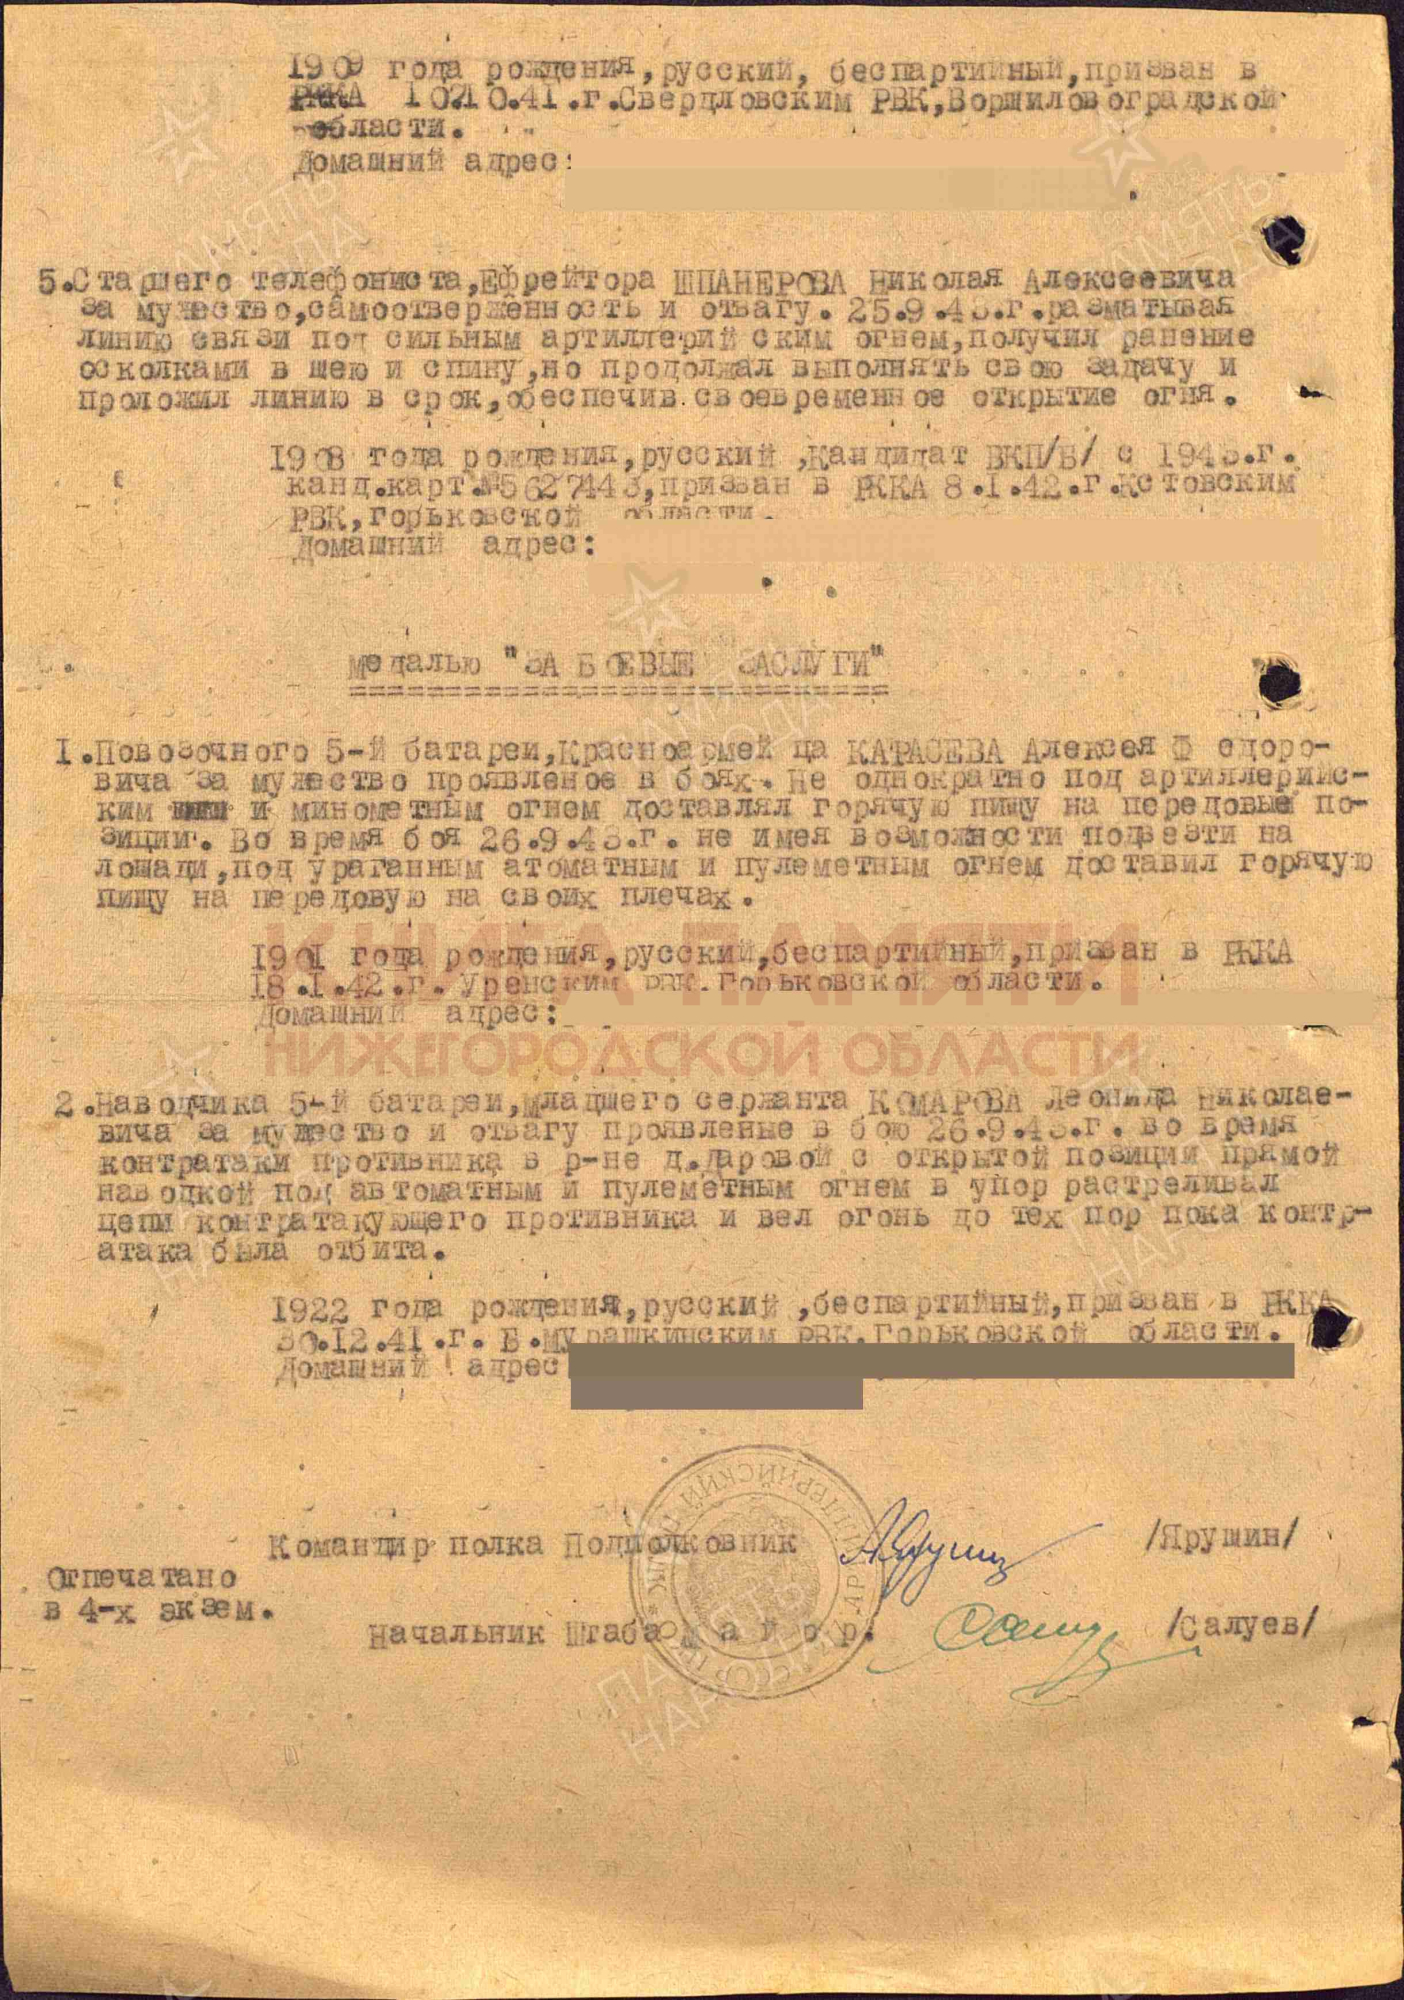 1909 года рождения,русский, беспартийный,призван в
РККА 10.10.41.г.Свердловским РВК,Воршиловоградской
области.
Домашний адрес:
5.Старшего телефониста,Ефрейтора ШПАНЕРОВА Николая Алексеевича
за мужество,самоотверженность и отвагу. 25.9.43.г.разматывая
линию связи под сильным артиллерийским огнем,получил ранение
осколками в шею и спину,но продолжал выполнять свою задачу и
проложил линию в срок,обеспечив своевременное открытие огня.
1908 года рождения,русский,кандидат ВКП/Б/ с 1943.г.
канд.карт.№5627443,призван в РККА 8.1.42.г.Кстовским
РВК,горьковской области.
Домашний адрес:
медалью "ЗА БОЕВЫЕ ЗАСЛУГИ"
1.Повозочного 5-й батареи,Красноармейца КАРАСЕВА Алексея Федоро-
вича за мужество проявленое в боях. Не однократно под артиллерийс-
ким и минометным огнем доставлял горячую пищу на передовые по-
зиции. Во время боя 26.9.43.г. не имея возможности подвезти на
лошади,под ураганным атоматным и пулеметным огнем доставил горячую
пищу на передовую на своих плечах.
КНИГА ПАМЯТИ
1901 года рождения,русский,беспартийный,призван в РККА
18.1.42.г. Уренским РВК.Горьковской области.
Домашний адрес:
НИЖЕГОРОДСКОЙ ОБЛАСТИ
2.Наводчика 5-й батареи,младшего сержанта КОМАРОВА Леонида Николае-
вича за мужество и отвагу проявленые в бою 26.9.43.г. во время
контратаки противника в р-не д.Даровой с открытой позиции прямой
наводкой под автоматным и пулеметным огнем в упор растреливал
цепи контратакующего противника и вел огонь до тех пор пока контр-
атака была отбита.
1922 года рождения,русский,беспартийный,призван в РККА
30.12.41.г. Б.Мурашкинским РВК.Горьковской области.
Домашний адрес
Командир полка Подполковник /Ярушин/
Отпечатано
в 4-х экзем.
Начальник Штаба майор. /Салуев/